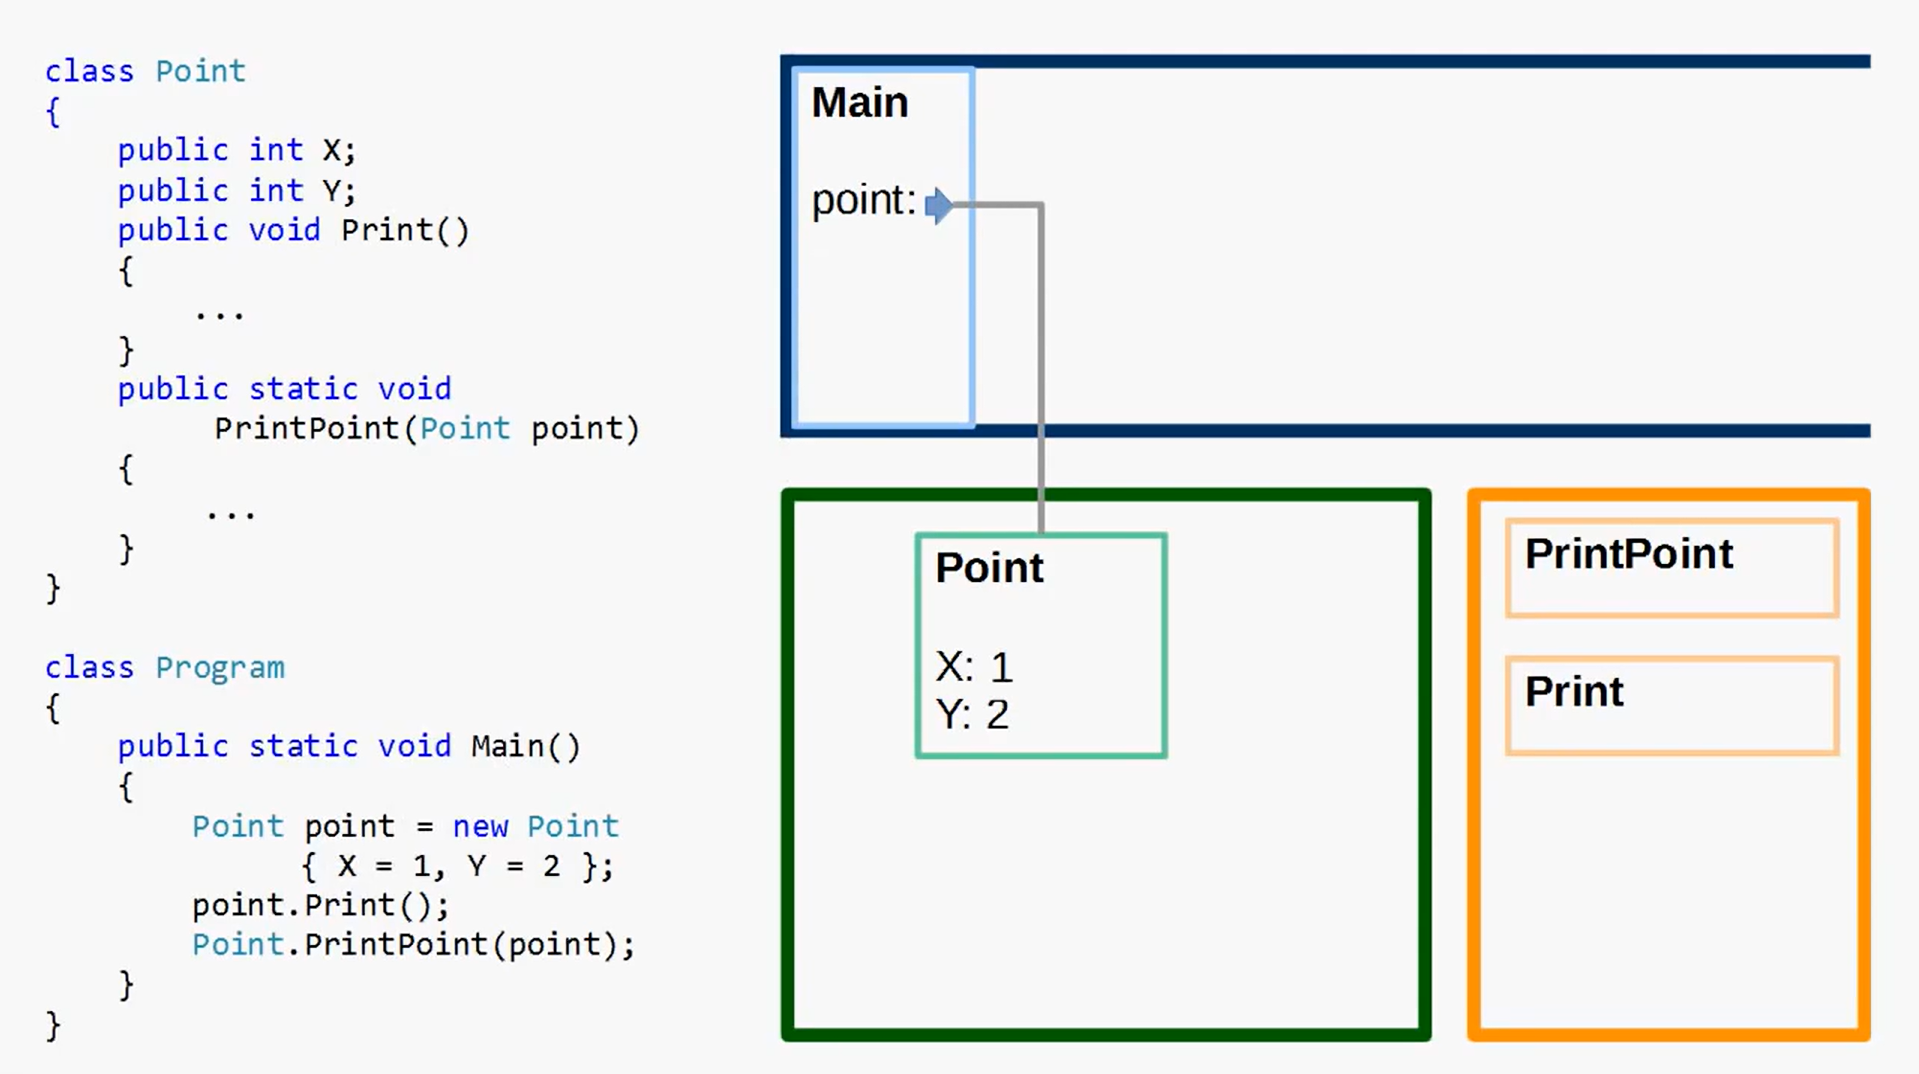 class Point
{
public int X;
public int Y;
public void Print()
{
...
}
public static void
PrintPoint(Point point)
{
...
}
}
class Program
{
public static void Main()
{
Point point = new Point
{ X = 1, Y = 2 };
point.Print();
Point.PrintPoint(point);
}
}
Main
point:
Point
X: 1
Y: 2
PrintPoint
Print